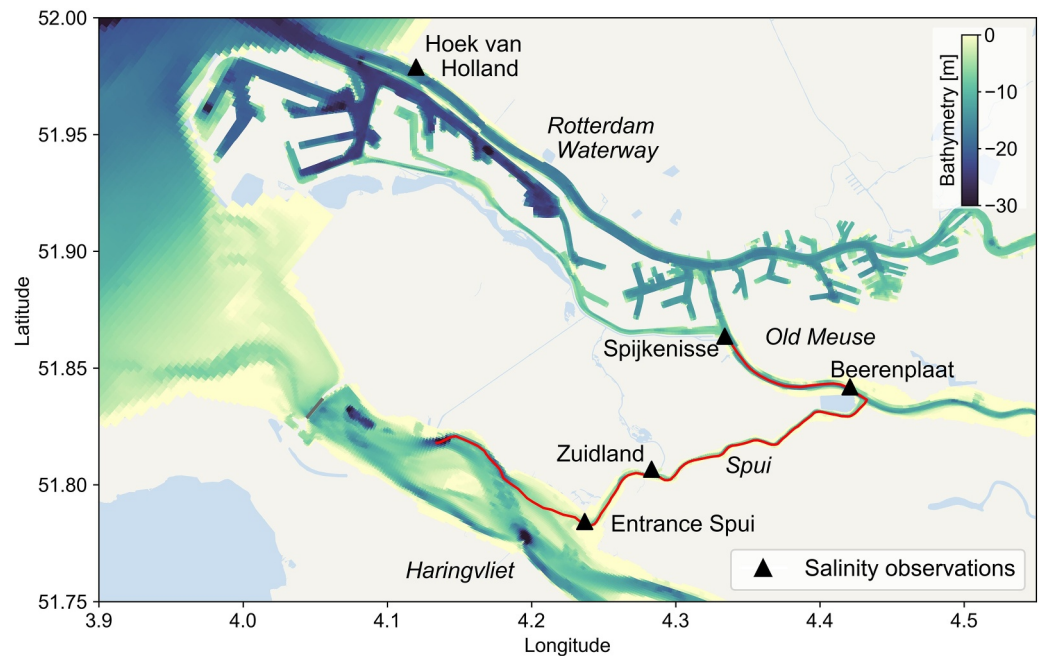 52.00
51.95
51.90
51.85
51.80
51.75
Latitude
3.9
4.0
4.1
4.2
4.3
4.4
4.5
Longitude
Hoek van
Holland
Rotterdam
Waterway
Bathymetry [m]
0
−10
−20
−30
Spijkenisse
Old Meuse
Beerenplaat
Zuidland
Spui
Entrance Spui
Haringvliet
Salinity observations